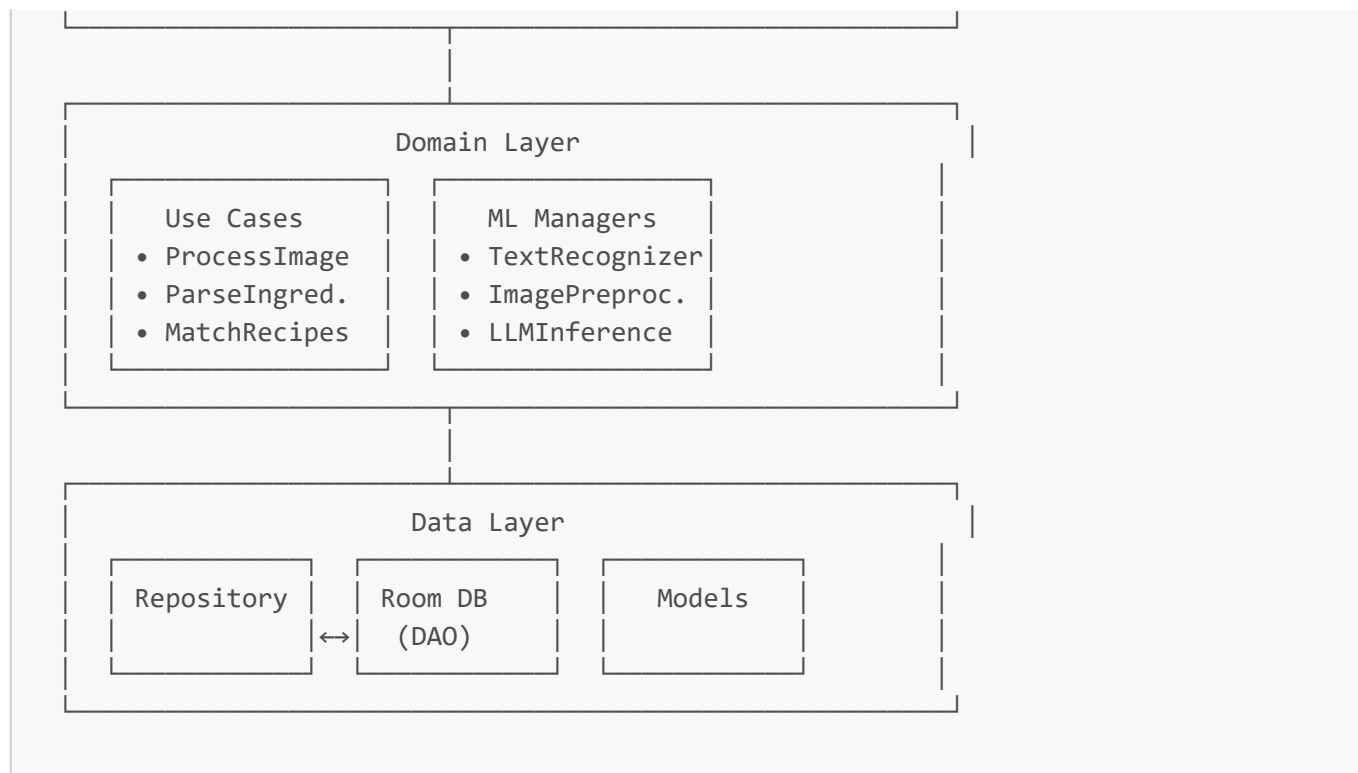 Domain Layer
Use Cases ML Managers
• ProcessImage • TextRecognizer
• ParseIngred. • ImagePreproc.
• MatchRecipes • LLMInference
Data Layer
Repository Room DB Models
↔ (DAO)